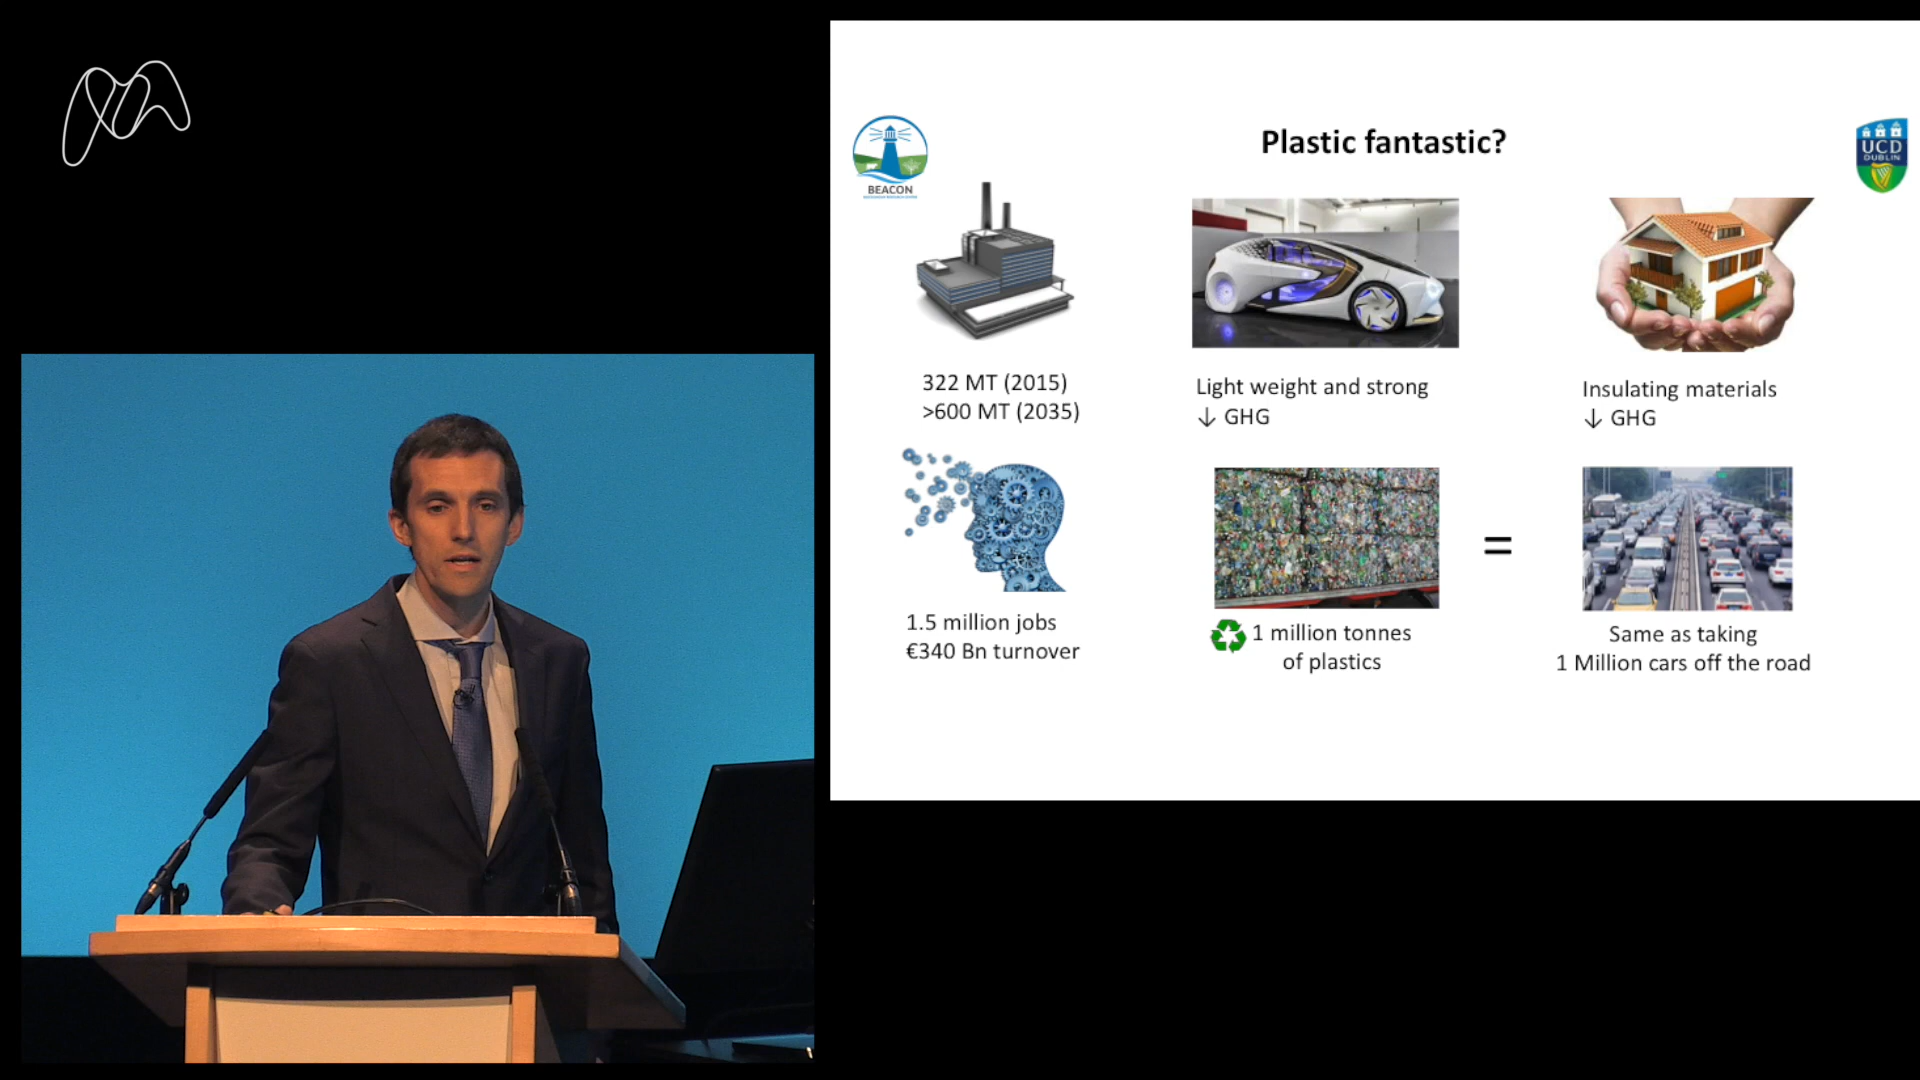 Plastic fantastic?
BEACON
UCD
DUBLIN
322 MT (2015)
>600 MT (2035)
Light weight and strong
↓ GHG
Insulating materials
↓ GHG
1.5 million jobs
€340 Bn turnover
1 million tonnes
of plastics
=
Same as taking
1 Million cars off the road